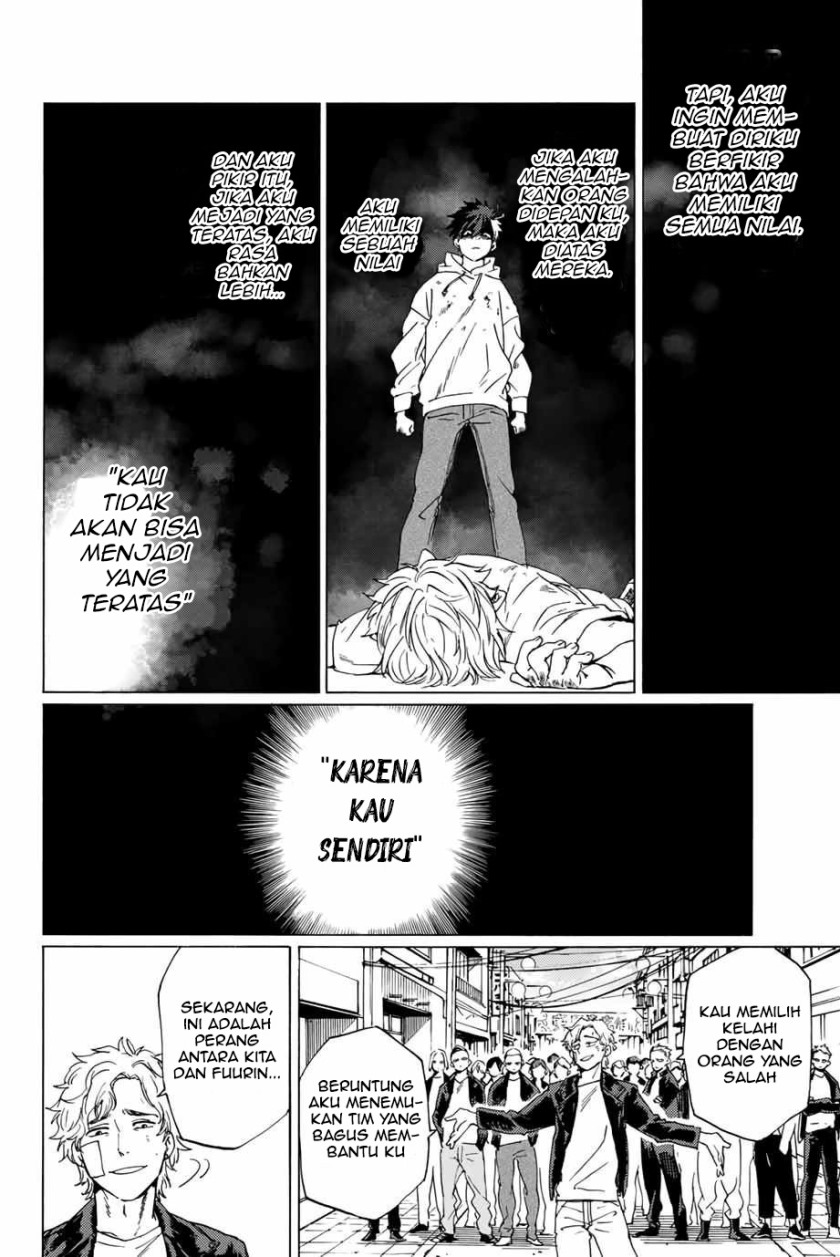 TAPI, AKU
INGIN MEM-
BUAT DIRIKU
BERFIKIR
BAHWA AKU
MEMILIKI
SEMUA NILAI.
JIKA AKU
MENGALAH-
KAN ORANG
DIDEPAN KU,
MAKA AKU
DIATAS
MEREKA.
AKU
MEMILIKI
SEBUAH
NILAI
DAN AKU
PIKIR ITU,
JIKA AKU
MEJADI YANG
TERATAS, AKU
RASA
BAHKAN
LEBIH...
"KAU
TIDAK
AKAN BISA
MENJADI
YANG
TERATAS"
"KARENA
KAU
SENDIRI"
KAU MEMILIH
KELAHI
DENGAN
ORANG YANG
SALAH
BERUNTUNG
AKU MENEMU-
KAN TIM YANG
BAGUS MEM-
BANTU KU
SEKARANG,
INI ADALAH
PERANG
ANTARA KITA
DAN FUURIN...